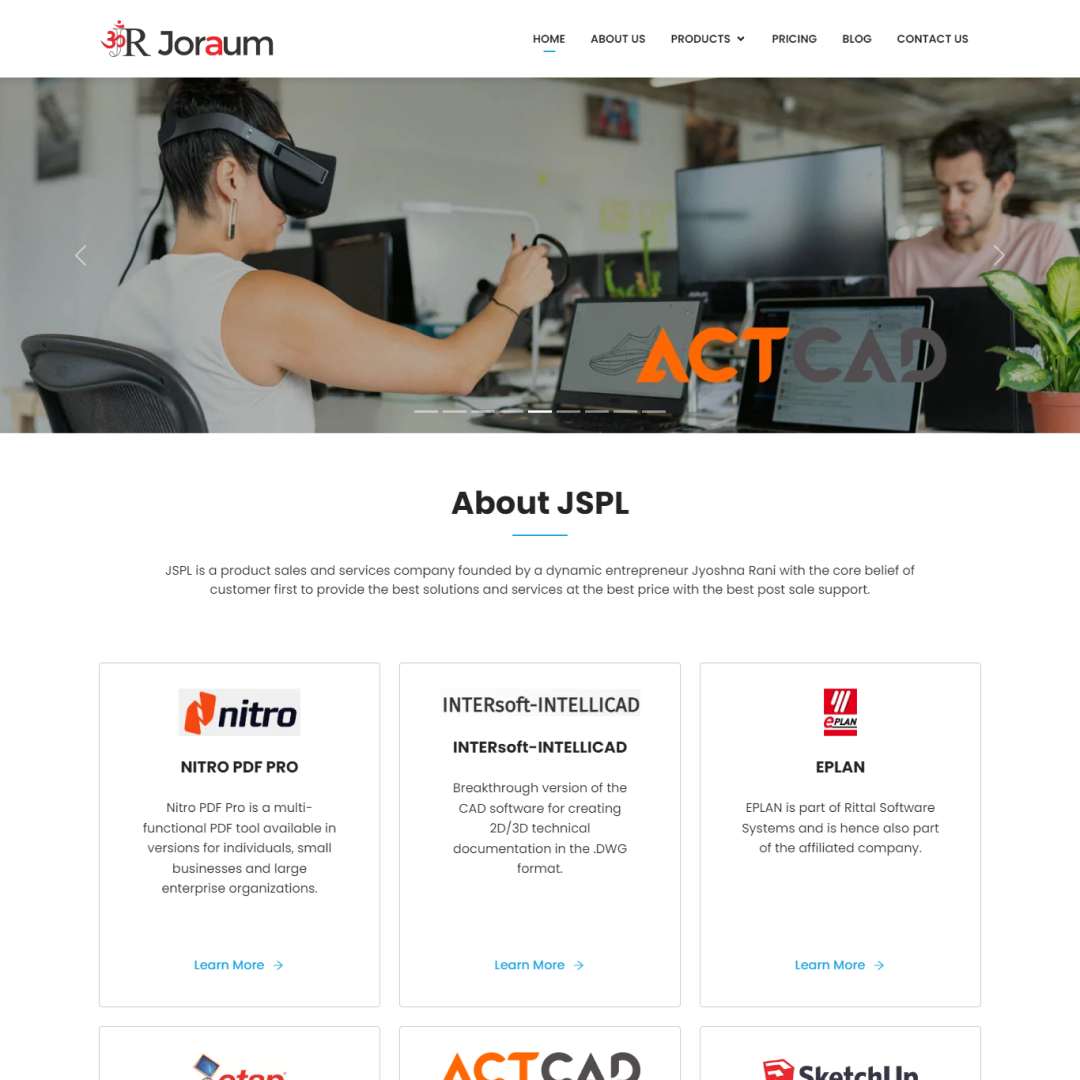 ॐR Joraum
HOME ABOUT US PRODUCTS PRICING BLOG CONTACT US
ACTCAD
About JSPL
JSPL is a product sales and services company founded by a dynamic entrepreneur Jyoshna Rani with the core belief of
customer first to provide the best solutions and services at the best price with the best post sale support.
nitro
NITRO PDF PRO
Nitro PDF Pro is a multi-
functional PDF tool available in
versions for individuals, small
businesses and large
enterprise organizations.
Learn More
INTERsoft-INTELLICAD
INTERsoft-INTELLICAD
Breakthrough version of the
CAD software for creating
2D/3D technical
documentation in the .DWG
format.
Learn More
ePLAN
EPLAN
EPLAN is part of Rittal Software
Systems and is hence also part
of the affiliated company.
Learn More
etap
ACTCAD
SketchUp